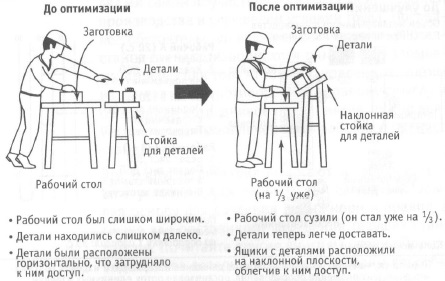 До оптимизации
После оптимизации
Заготовка
Детали
Стойка
для деталей
Рабочий стол
Заготовка
Детали
Наклонная
стойка
для деталей
Рабочий стол
(на 1/3 уже)
• Рабочий стол был слишком широким.
• Детали находились слишком далеко.
• Детали были расположены
горизонтально, что затрудняло
к ним доступ.
• Рабочий стол сузили (он стал уже на 1/3).
• Детали теперь легче доставать.
• Ящики с деталями расположили
на наклонной плоскости,
облегчив к ним доступ.